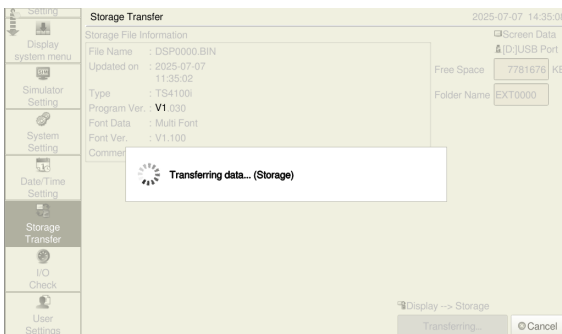 Setting
Display
system menu
Simulator
Setting
System
Setting
Date/Time
Setting
Storage
Transfer
I/O
Check
User
Settings
Storage Transfer
2025-07-07 14:35:0
Storage File Information
File Name : DSP0000.BIN
Updated on : 2025-07-07
11:35:02
Type : TS4100i
Program Ver. : V1.030
Font Data : Multi Font
Font Ver. : V1.100
Commen
Screen Data
[D:]USB Port
Free Space 7781676 KB
Folder Name EXT0000
Transferring data... (Storage)
Display --> Storage
Transferring...
Cancel